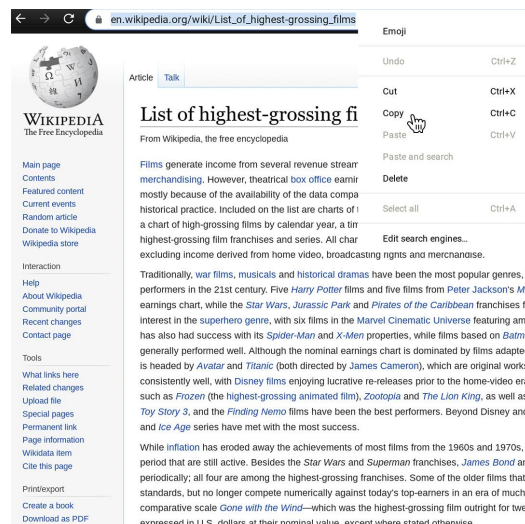 en.wikipedia.org/wiki/List_of_highest-grossing_films
Emoji
Undo Ctrl+Z
Cut Ctrl+X
Copy Ctrl+C
Paste Ctrl+V
Paste and search
Delete
Select all Ctrl+A
Edit search engines...
WIKIPEDIA
The Free Encyclopedia
Main page
Contents
Featured content
Current events
Random article
Donate to Wikipedia
Wikipedia store
Interaction
Help
About Wikipedia
Community portal
Recent changes
Contact page
Tools
What links here
Related changes
Upload file
Special pages
Permanent link
Page information
Wikidata item
Cite this page
Print/export
Create a book
Download as PDF
Article Talk
List of highest-grossing fi
From Wikipedia, the free encyclopedia
Films generate income from several revenue stream
merchandising. However, theatrical box office earnin
mostly because of the availability of the data compa
historical practice. Included on the list are charts of t
a chart of high-grossing films by calendar year, a tim
highest-grossing film franchises and series. All char
excluding income derived from home video, broadcasting rights and merchandise.
Traditionally, war films, musicals and historical dramas have been the most popular genres,
performers in the 21st century. Five Harry Potter films and five films from Peter Jackson's M
earnings chart, while the Star Wars, Jurassic Park and Pirates of the Caribbean franchises f
interest in the superhero genre, with six films in the Marvel Cinematic Universe featuring am
has also had success with its Spider-Man and X-Men properties, while films based on Batm
generally performed well. Although the nominal earnings chart is dominated by films adapte
is headed by Avatar and Titanic (both directed by James Cameron), which are original works
consistently well, with Disney films enjoying lucrative re-releases prior to the home-video era
such as Frozen (the highest-grossing animated film), Zootopia and The Lion King, as well as
Toy Story 3, and the Finding Nemo films have been the best performers. Beyond Disney and
and Ice Age series have met with the most success.
While inflation has eroded away the achievements of most films from the 1960s and 1970s,
period that are still active. Besides the Star Wars and Superman franchises, James Bond an
periodically; all four are among the highest-grossing franchises. Some of the older films that
standards, but no longer compete numerically against today's top-earners in an era of much
comparative scale Gone with the Wind—which was the highest-grossing film outright for twe
expressed in U.S. dollars at their nominal value, except where stated otherwise.